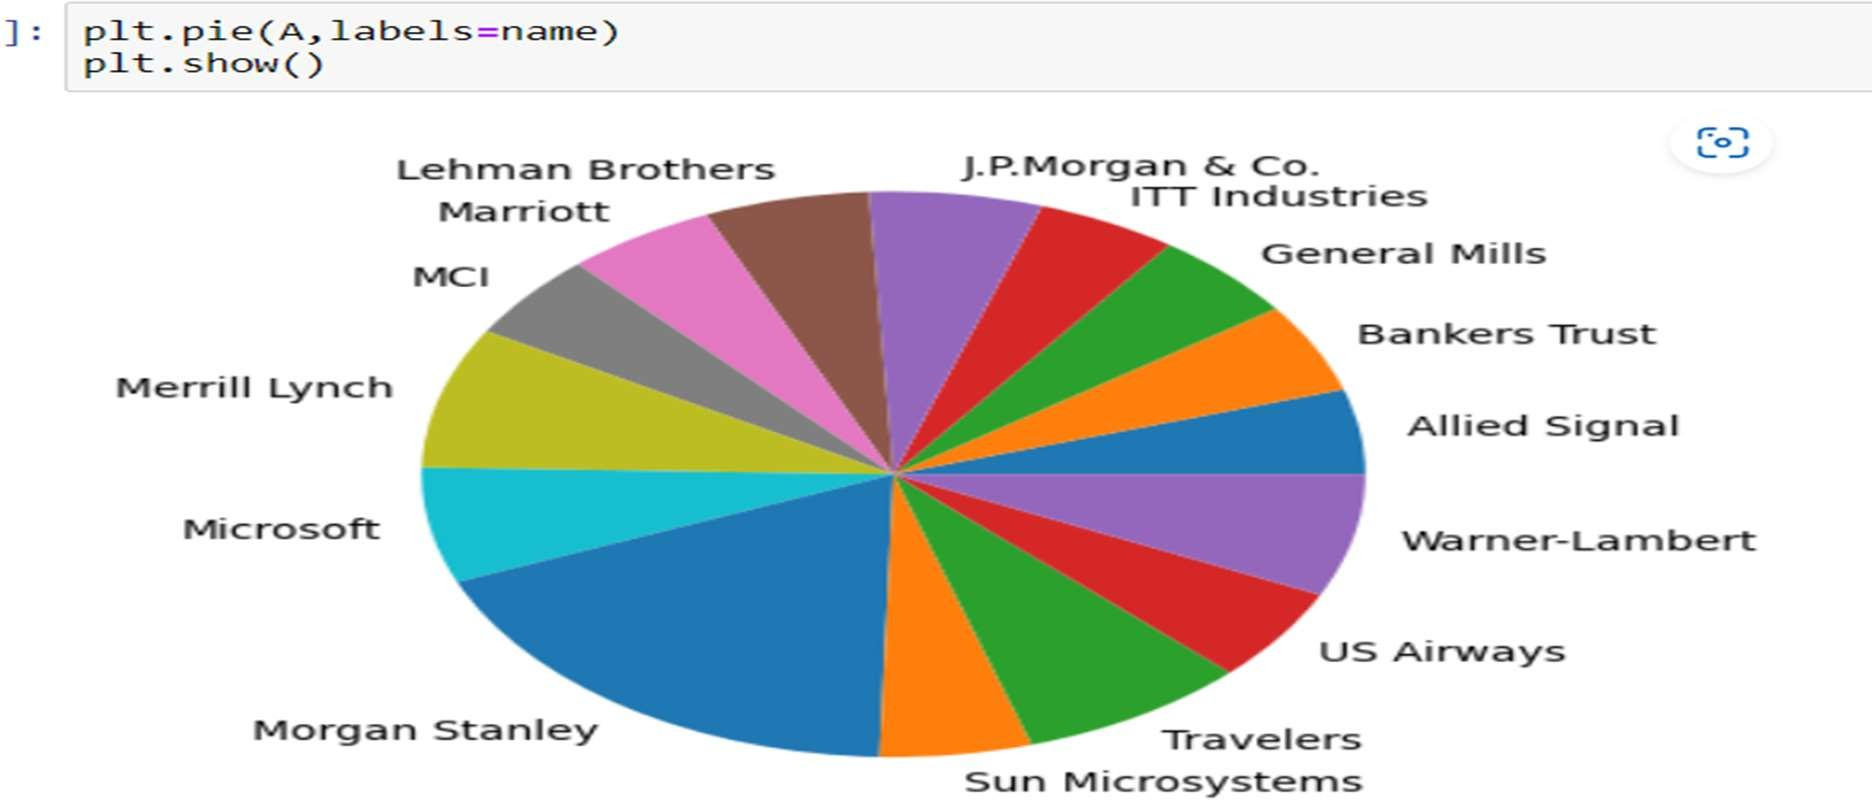 ]: plt.pie(A,labels=name)
plt.show()
Lehman Brothers
J.P.Morgan & Co.
Marriott
ITT Industries
MCI
General Mills
Merrill Lynch
Bankers Trust
Allied Signal
Microsoft
Warner-Lambert
US Airways
Morgan Stanley
Travelers
Sun Microsystems